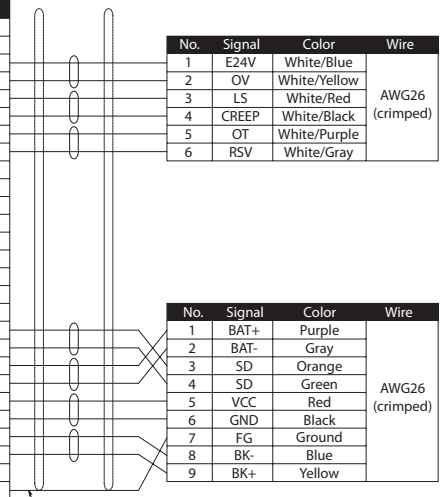 No. Signal Color Wire
1 E24V White/Blue
2 OV White/Yellow
3 LS White/Red
4 CREEP White/Black
5 OT White/Purple
6 RSV White/Gray
AWG26
(crimped)
No. Signal Color Wire
1 BAT+ Purple
2 BAT- Gray
3 SD Orange
4 SD Green
5 VCC Red
6 GND Black
7 FG Ground
8 BK- Blue
9 BK+ Yellow
AWG26
(crimped)